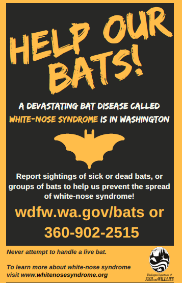 HELP OUR
BATS!
A DEVASTATING BAT DISEASE CALLED
WHITE-NOSE SYNDROME IS IN WASHINGTON
Report sightings of sick or dead bats, or
groups of bats to help us prevent the spread
of white-nose syndrome!
wdfw.wa.gov/bats or
360-902-2515
Never attempt to handle a live bat.
To learn more about white-nose syndrome
visit www.whitenosesyndrome.org